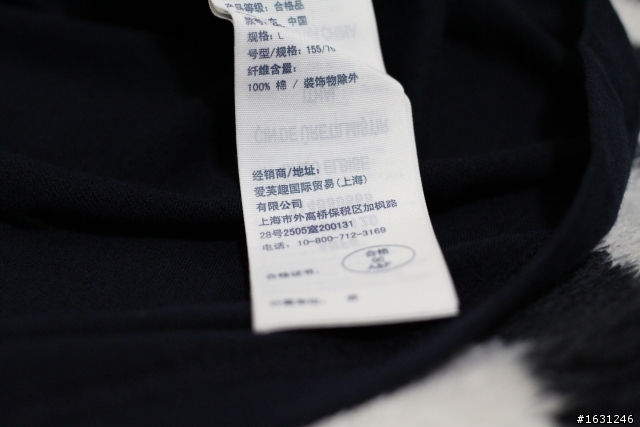 产品等级：合格品
中国
规格：L
号型/规格：155/7
纤维含量：
100% 棉 / 装饰物除外
经销商/地址：
爱芙趣国际贸易(上海)
有限公司
上海市外高桥保税区加枫路
28号2505室200131
电话：10-800-712-3169
合格
A&F
合格证书：
#1631246